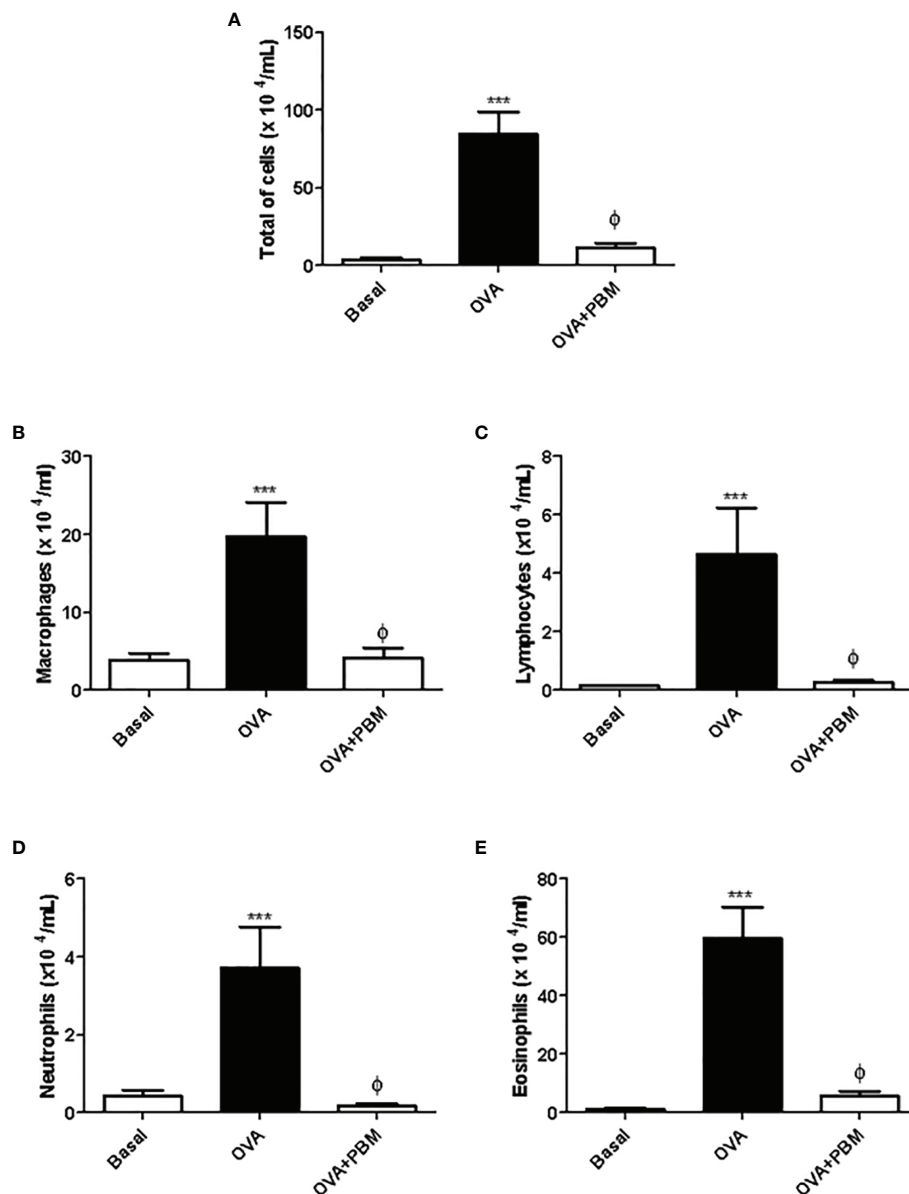 A
Total of cells (x 10 4/mL)
150
100
50
0
***
ϕ
Basal
OVA
OVA+PBM
B
Macrophages (x 10 4/ml)
30
20
10
0
***
ϕ
Basal
OVA
OVA+PBM
C
Lymphocytes (x10 4/mL)
8
6
4
2
0
***
ϕ
Basal
OVA
OVA+PBM
D
Neutrophils (x10 4/mL)
6
4
2
0
***
ϕ
Basal
OVA
OVA+PBM
E
Eosinophils (x 10 4/ml)
80
60
40
20
0
***
ϕ
Basal
OVA
OVA+PBM